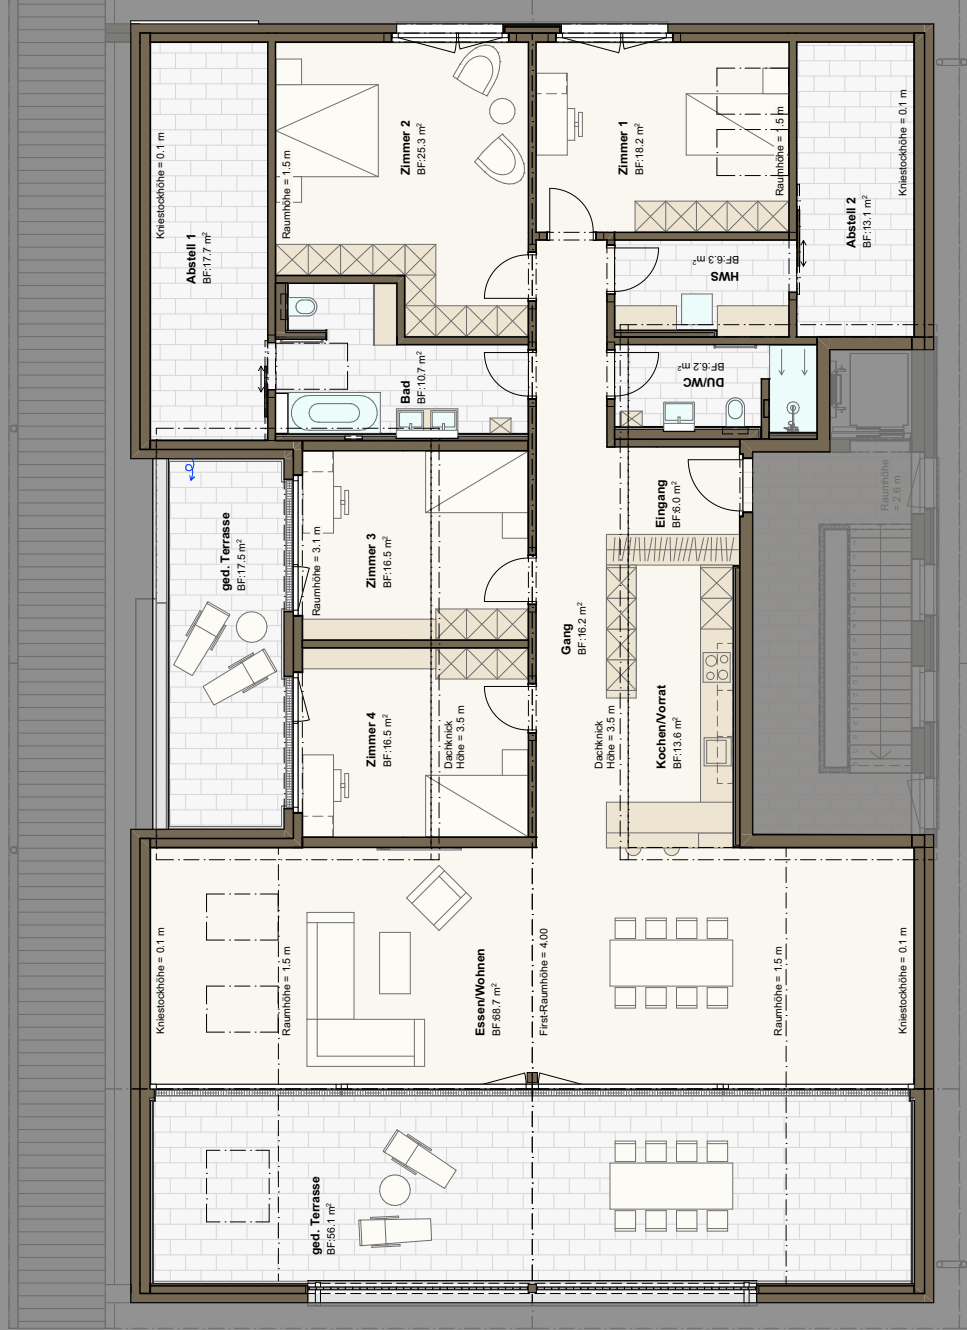 Kniestockhöhe = 0.1 m
Abstell 1
BF:17.7 m²
Raumhöhe = 1.5 m
Zimmer 2
BF:25.3 m²
Zimmer 1
BF:18.2 m²
Raumhöhe = 1.5 m
Abstell 2
BF:13.1 m²
Kniestockhöhe = 0.1 m
HWS
BF:6.3 m²
Bad
BF:10.7 m²
DU/WC
BF:6.2 m²
ged. Terrasse
BF:17.5 m²
Raumhöhe = 3.1 m
Zimmer 3
BF:16.5 m²
Eingang
BF:6.0 m²
Raumhöhe
= 2.6 m
Gang
BF:16.2 m²
Zimmer 4
BF:16.5 m²
Dachknick
Höhe = 3.5 m
Dachknick
Höhe = 3.5 m
Kochen/Vorrat
BF:13.6 m²
Kniestockhöhe = 0.1 m
Raumhöhe = 1.5 m
Essen/Wohnen
BF:68.7 m²
First-Raumhöhe = 4.00
Raumhöhe = 1.5 m
Kniestockhöhe = 0.1 m
ged. Terrasse
BF:56.1 m²